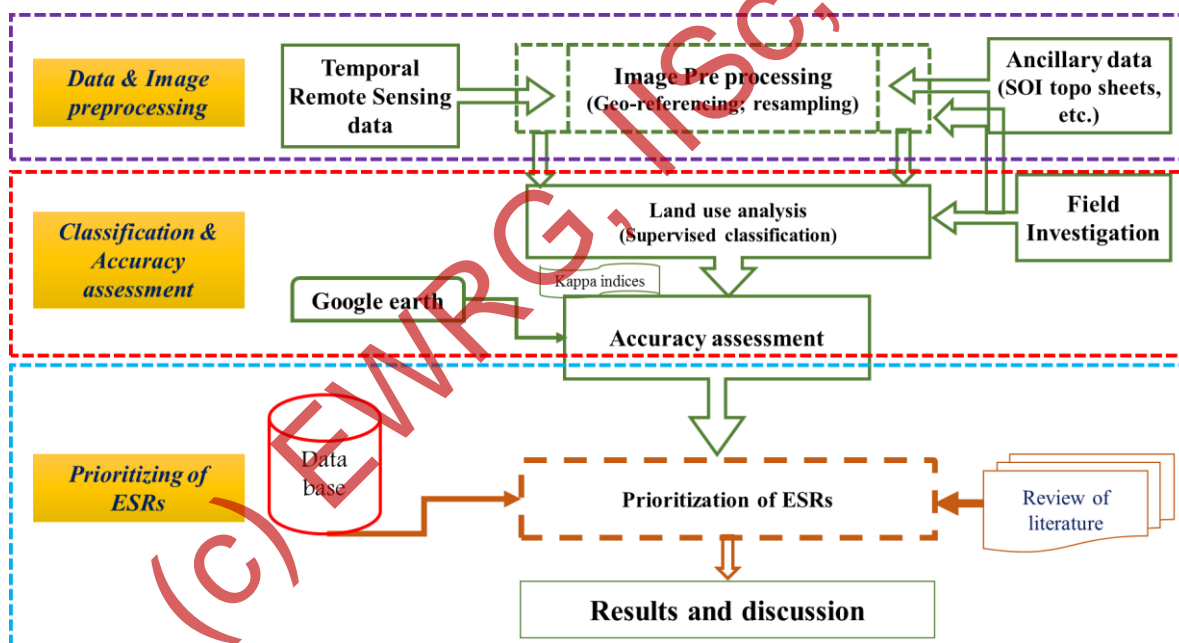 Data & Image
preprocessing
Temporal
Remote Sensing
data
Image Pre processing
(Geo-referencing; resampling)
Ancillary data
(SOI topo sheets,
etc.)
Classification &
Accuracy
assessment
Land use analysis
(Supervised classification)
Field
Investigation
Kappa indices
Google earth
Accuracy assessment
Prioritizing of
ESRs
Data
base
Prioritization of ESRs
Review of
literature
Results and discussion
(c) EWRG, IISc,